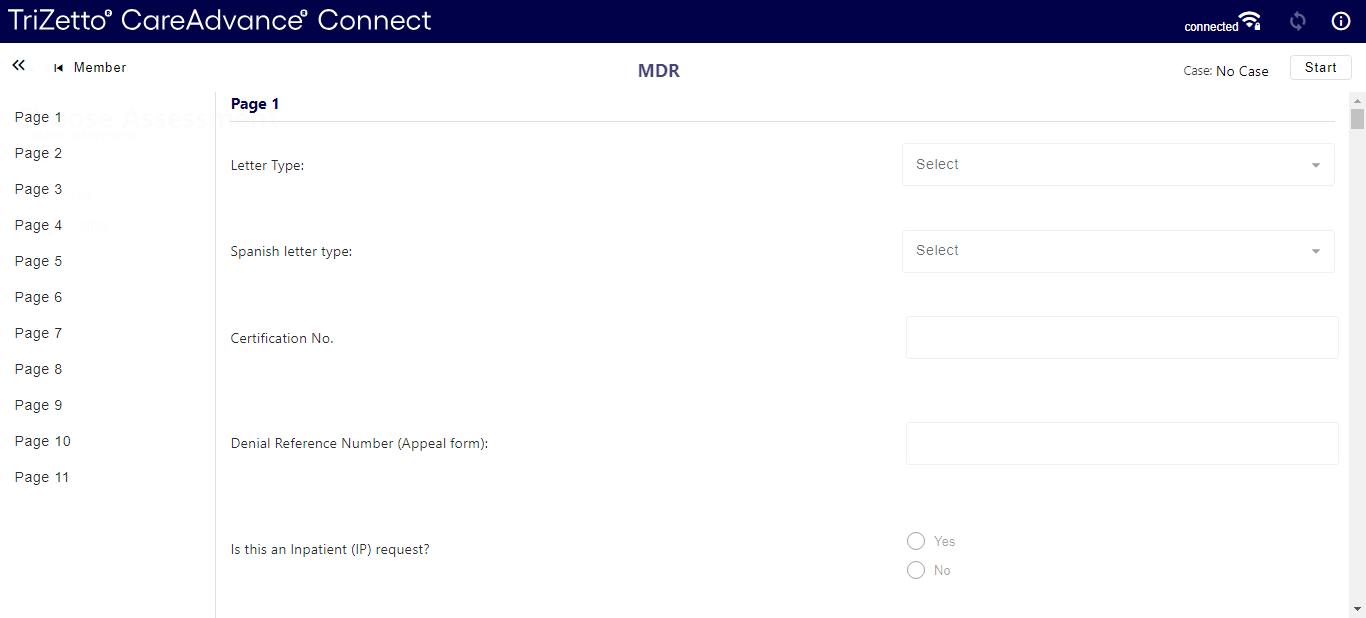 TriZetto® CareAdvance® Connect
connected
Member
MDR
Case: No Case
Start
Page 1
Page 2
Page 3
Page 4
Page 5
Page 6
Page 7
Page 8
Page 9
Page 10
Page 11
Page 1
Letter Type:
Select
Spanish letter type:
Select
Certification No.
Denial Reference Number (Appeal form):
Is this an Inpatient (IP) request?
Yes
No